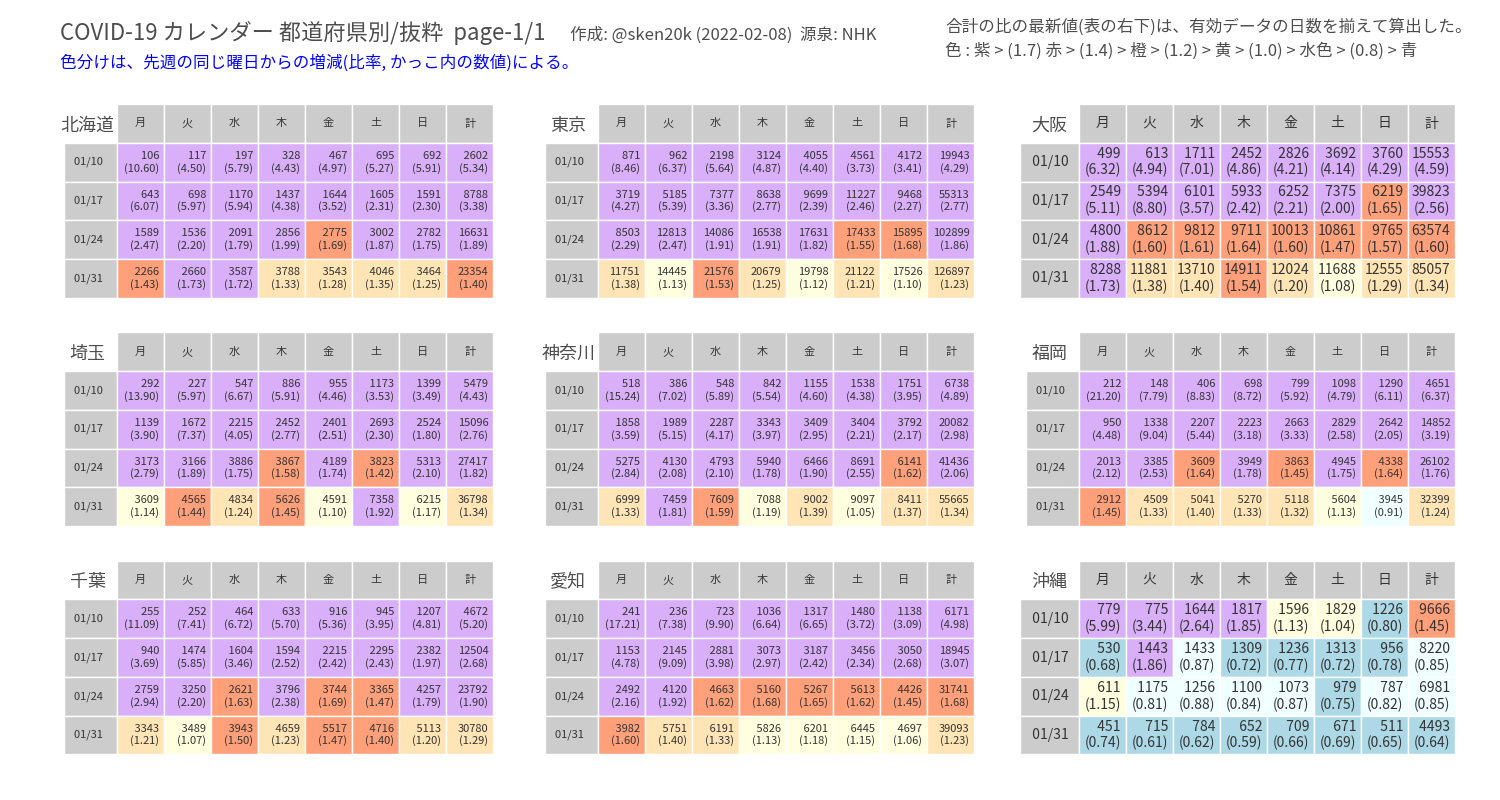 COVID-19 カレンダー 都道府県別/抜粋 page-1/1 作成: @sken20k (2022-02-08) 源泉: NHK
色分けは、先週の同じ曜日からの増減(比率, かっこ内の数値)による。
合計の比の最新値(表の右下)は、有効データの日数を揃えて算出した。
色 : 紫 > (1.7) 赤 > (1.4) > 橙 > (1.2) > 黄 > (1.0) > 水色 > (0.8) > 青
北海道 月 火 水 木 金 土 日 計
01/10 106 117 197 328 467 695 692 2602
(10.60) (4.50) (5.79) (4.43) (4.97) (5.27) (5.91) (5.34)
01/17 643 698 1170 1437 1644 1605 1591 8788
(6.07) (5.97) (5.94) (4.38) (3.52) (2.31) (2.30) (3.38)
01/24 1589 1536 2091 2856 2775 3002 2782 16631
(2.47) (2.20) (1.79) (1.99) (1.69) (1.87) (1.75) (1.89)
01/31 2266 2660 3587 3788 3543 4046 3464 23354
(1.43) (1.73) (1.72) (1.33) (1.28) (1.35) (1.25) (1.40)
東京 月 火 水 木 金 土 日 計
01/10 871 962 2198 3124 4055 4561 4172 19943
(8.46) (6.37) (5.64) (4.87) (4.40) (3.73) (3.41) (4.29)
01/17 3719 5185 7377 8638 9699 11227 9468 55313
(4.27) (5.39) (3.36) (2.77) (2.39) (2.46) (2.27) (2.77)
01/24 8503 12813 14086 16538 17631 17433 15895 102899
(2.29) (2.47) (1.91) (1.91) (1.82) (1.55) (1.68) (1.86)
01/31 11751 14445 21576 20679 19798 21122 17526 126897
(1.38) (1.13) (1.53) (1.25) (1.12) (1.21) (1.10) (1.23)
大阪 月 火 水 木 金 土 日 計
01/10 499 613 1711 2452 2826 3692 3760 15553
(6.32) (4.94) (7.01) (4.86) (4.21) (4.14) (4.29) (4.59)
01/17 2549 5394 6101 5933 6252 7375 6219 39823
(5.11) (8.80) (3.57) (2.42) (2.21) (2.00) (1.65) (2.56)
01/24 4800 8612 9812 9711 10013 10861 9765 63574
(1.88) (1.60) (1.61) (1.64) (1.60) (1.47) (1.57) (1.60)
01/31 8288 11881 13710 14911 12024 11688 12555 85057
(1.73) (1.38) (1.40) (1.54) (1.20) (1.08) (1.29) (1.34)
埼玉 月 火 水 木 金 土 日 計
01/10 292 227 547 886 955 1173 1399 5479
(13.90) (5.97) (6.67) (5.91) (4.46) (3.53) (3.49) (4.43)
01/17 1139 1672 2215 2452 2401 2693 2524 15096
(3.90) (7.37) (4.05) (2.77) (2.51) (2.30) (1.80) (2.76)
01/24 3173 3166 3886 3867 4189 3823 5313 27417
(2.79) (1.89) (1.75) (1.58) (1.74) (1.42) (2.10) (1.82)
01/31 3609 4565 4834 5626 4591 7358 6215 36798
(1.14) (1.44) (1.24) (1.45) (1.10) (1.92) (1.17) (1.34)
神奈川 月 火 水 木 金 土 日 計
01/10 518 386 548 842 1155 1538 1751 6738
(15.24) (7.02) (5.89) (5.54) (4.60) (4.38) (3.95) (4.89)
01/17 1858 1989 2287 3343 3409 3404 3792 20082
(3.59) (5.15) (4.17) (3.97) (2.95) (2.21) (2.17) (2.98)
01/24 5275 4130 4793 5940 6466 8691 6141 41436
(2.84) (2.08) (2.10) (1.78) (1.90) (2.55) (1.62) (2.06)
01/31 6999 7459 7609 7088 9002 9097 8411 55665
(1.33) (1.81) (1.59) (1.19) (1.39) (1.05) (1.37) (1.34)
福岡 月 火 水 木 金 土 日 計
01/10 212 148 406 698 799 1098 1290 4651
(21.20) (7.79) (8.83) (8.72) (5.92) (4.79) (6.11) (6.37)
01/17 950 1338 2207 2223 2663 2829 2642 14852
(4.48) (9.04) (5.44) (3.18) (3.33) (2.58) (2.05) (3.19)
01/24 2013 3385 3609 3949 3863 4945 4338 26102
(2.12) (2.53) (1.64) (1.78) (1.45) (1.75) (1.64) (1.76)
01/31 2912 4509 5041 5270 5118 5604 3945 32399
(1.45) (1.33) (1.40) (1.33) (1.32) (1.13) (0.91) (1.24)
千葉 月 火 水 木 金 土 日 計
01/10 255 252 464 633 916 945 1207 4672
(11.09) (7.41) (6.72) (5.70) (5.36) (3.95) (4.81) (5.20)
01/17 940 1474 1604 1594 2215 2295 2382 12504
(3.69) (5.85) (3.46) (2.52) (2.42) (2.43) (1.97) (2.68)
01/24 2759 3250 2621 3796 3744 3365 4257 23792
(2.94) (2.20) (1.63) (2.38) (1.69) (1.47) (1.79) (1.90)
01/31 3343 3489 3943 4659 5517 4716 5113 30780
(1.21) (1.07) (1.50) (1.23) (1.47) (1.40) (1.20) (1.29)
愛知 月 火 水 木 金 土 日 計
01/10 241 236 723 1036 1317 1480 1138 6171
(17.21) (7.38) (9.90) (6.64) (6.65) (3.72) (3.09) (4.98)
01/17 1153 2145 2881 3073 3187 3456 3050 18945
(4.78) (9.09) (3.98) (2.97) (2.42) (2.34) (2.68) (3.07)
01/24 2492 4120 4663 5160 5267 5613 4426 31741
(2.16) (1.92) (1.62) (1.68) (1.65) (1.62) (1.45) (1.68)
01/31 3982 5751 6191 5826 6201 6445 4697 39093
(1.60) (1.40) (1.33) (1.13) (1.18) (1.15) (1.06) (1.23)
沖縄 月 火 水 木 金 土 日 計
01/10 779 775 1644 1817 1596 1829 1226 9666
(5.99) (3.44) (2.64) (1.85) (1.13) (1.04) (0.80) (1.45)
01/17 530 1443 1433 1309 1236 1313 956 8220
(0.68) (1.86) (0.87) (0.72) (0.77) (0.72) (0.78) (0.85)
01/24 611 1175 1256 1100 1073 979 787 6981
(1.15) (0.81) (0.88) (0.84) (0.87) (0.75) (0.82) (0.85)
01/31 451 715 784 652 709 671 511 4493
(0.74) (0.61) (0.62) (0.59) (0.66) (0.69) (0.65) (0.64)